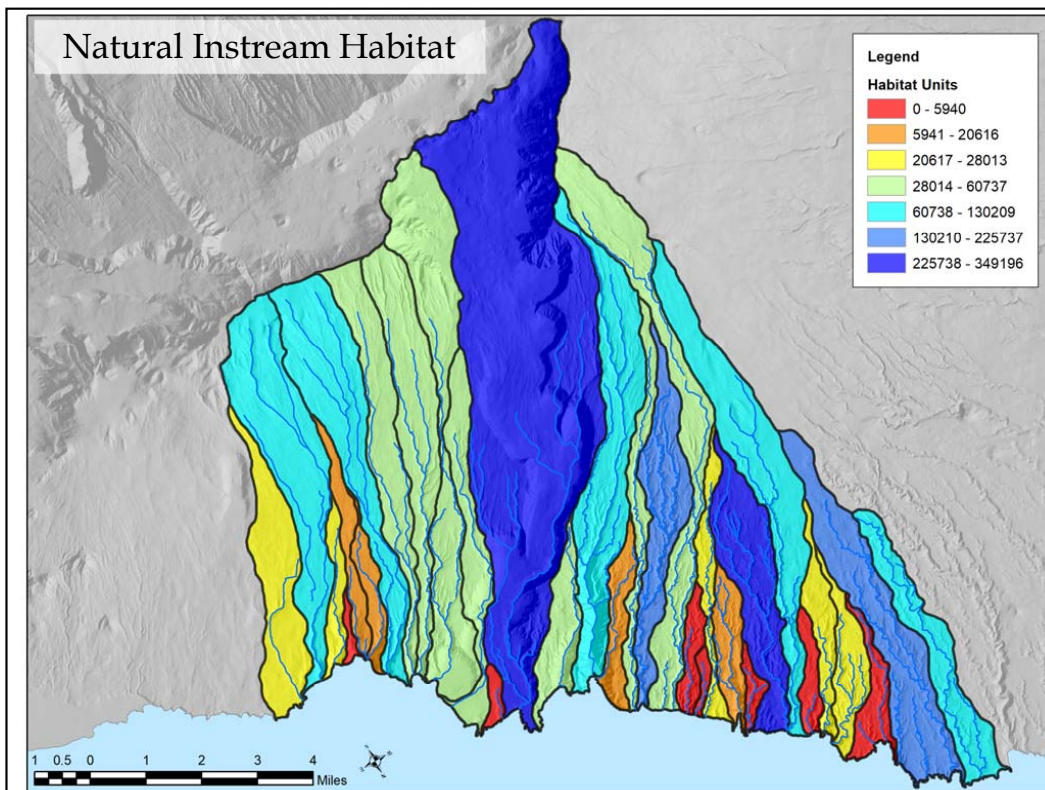 Natural Instream Habitat
Legend
Habitat Units
0 - 5940
5941 - 20616
20617 - 28013
28014 - 60737
60738 - 130209
130210 - 225737
225738 - 349196
1 0.5 0 1 2 3 4
Miles